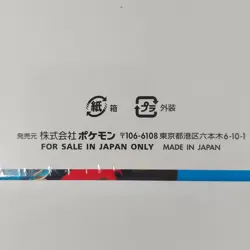 紙 箱 プラ 外装
発売元 株式会社ポケモン 〒106-6108 東京都港区六本木6-10-1
FOR SALE IN JAPAN ONLY MADE IN JAPAN